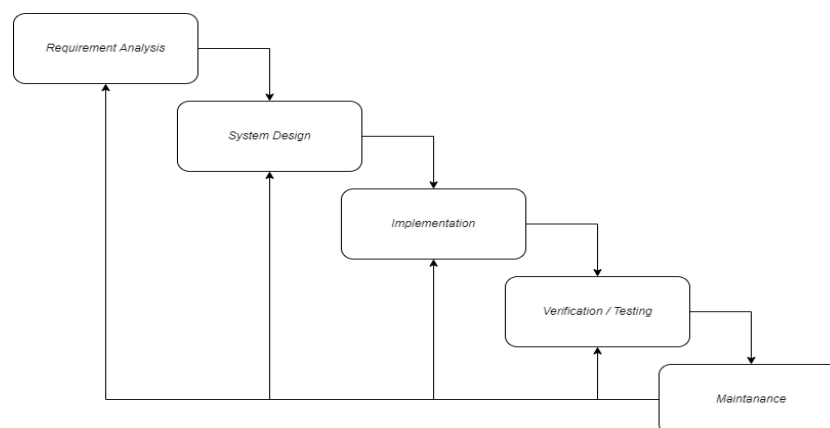 Requirement Analysis
System Design
Implementation
Verification / Testing
Maintanance